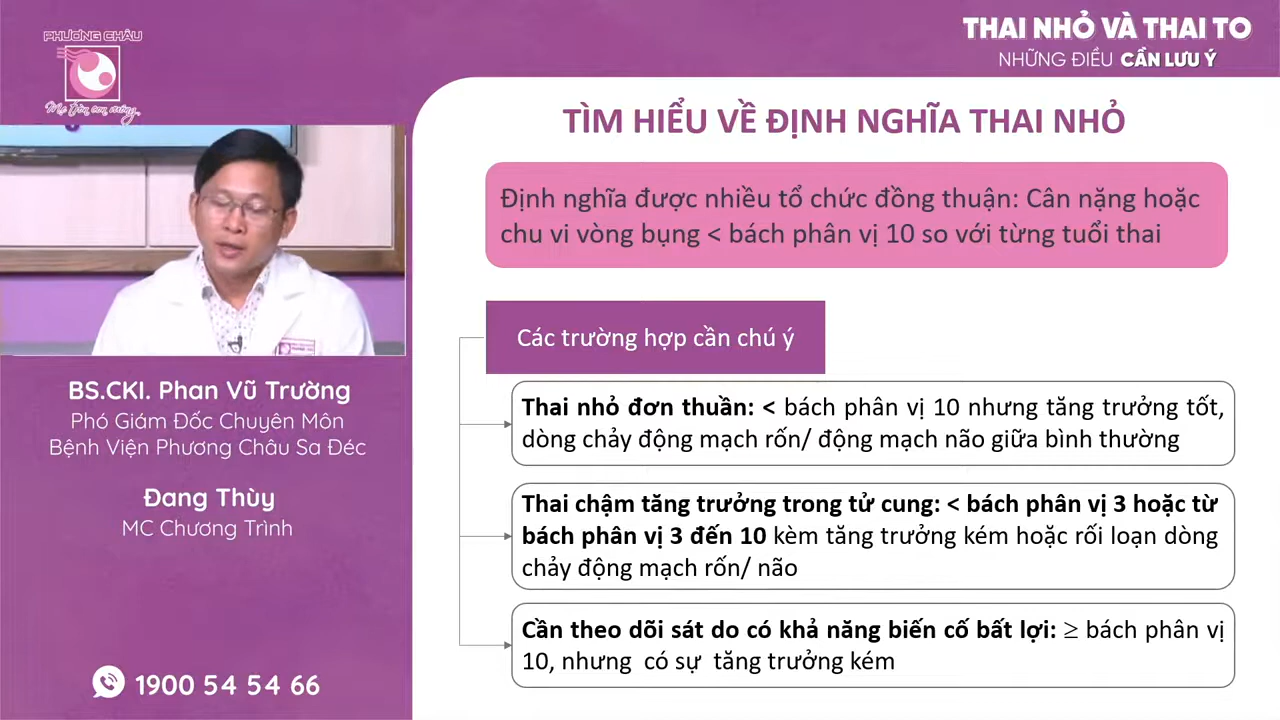 PHƯƠNG CHÂU
Mẹ tròn con vuông
THAI NHỎ VÀ THAI TO
NHỮNG ĐIỀU CẦN LƯU Ý
TÌM HIỂU VỀ ĐỊNH NGHĨA THAI NHỎ
Định nghĩa được nhiều tổ chức đồng thuận: Cân nặng hoặc
chu vi vòng bụng < bách phân vị 10 so với từng tuổi thai
Các trường hợp cần chú ý
Thai nhỏ đơn thuần: < bách phân vị 10 nhưng tăng trưởng tốt,
dòng chảy động mạch rốn/ động mạch não giữa bình thường
Thai chậm tăng trưởng trong tử cung: < bách phân vị 3 hoặc từ
bách phân vị 3 đến 10 kèm tăng trưởng kém hoặc rối loạn dòng
chảy động mạch rốn/ não
Cần theo dõi sát do có khả năng biến cố bất lợi: ≥ bách phân vị
10, nhưng có sự tăng trưởng kém
BS.CKI. Phan Vũ Trường
Phó Giám Đốc Chuyên Môn
Bệnh Viện Phương Châu Sa Đéc
Đang Thùy
MC Chương Trình
1900 54 54 66